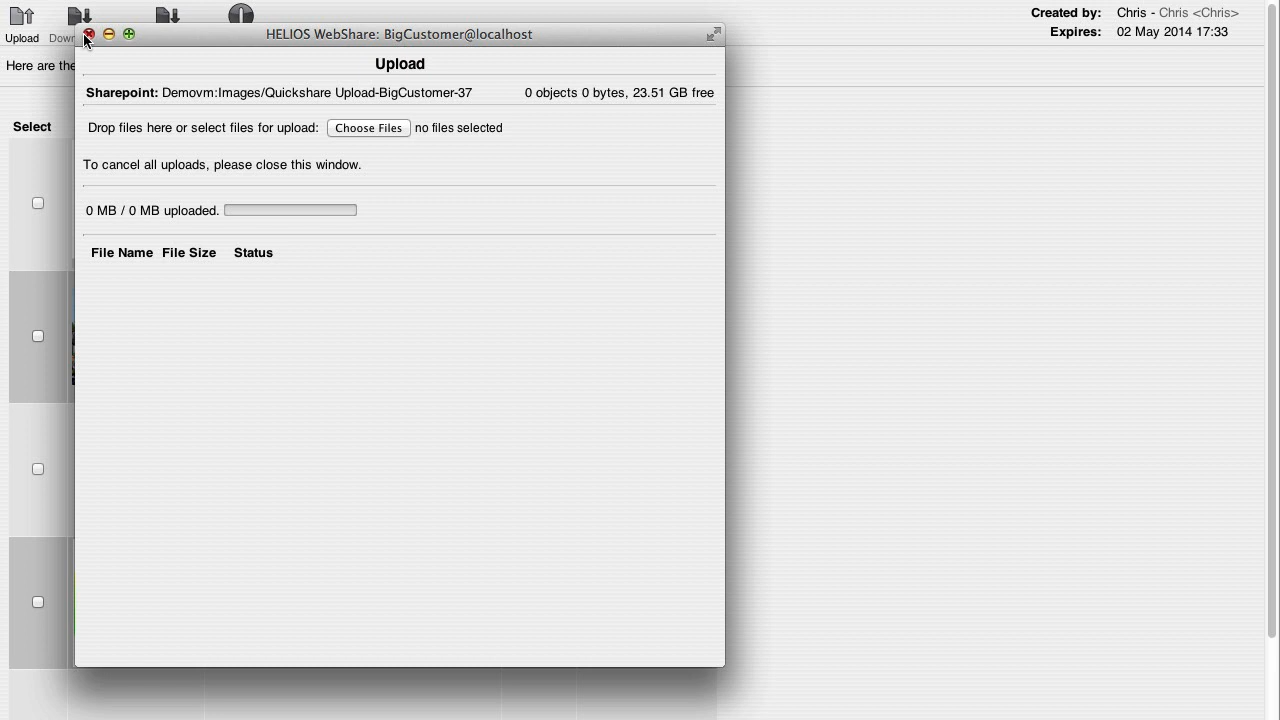 Upload
Created by: Chris - Chris <Chris>
Expires: 02 May 2014 17:33
Here are the
Select
HELIOS WebShare: BigCustomer@localhost
Upload
Sharepoint: Demovm:Images/Quickshare Upload-BigCustomer-37 0 objects 0 bytes, 23.51 GB free
Drop files here or select files for upload: Choose Files no files selected
To cancel all uploads, please close this window.
0 MB / 0 MB uploaded.
File Name File Size Status